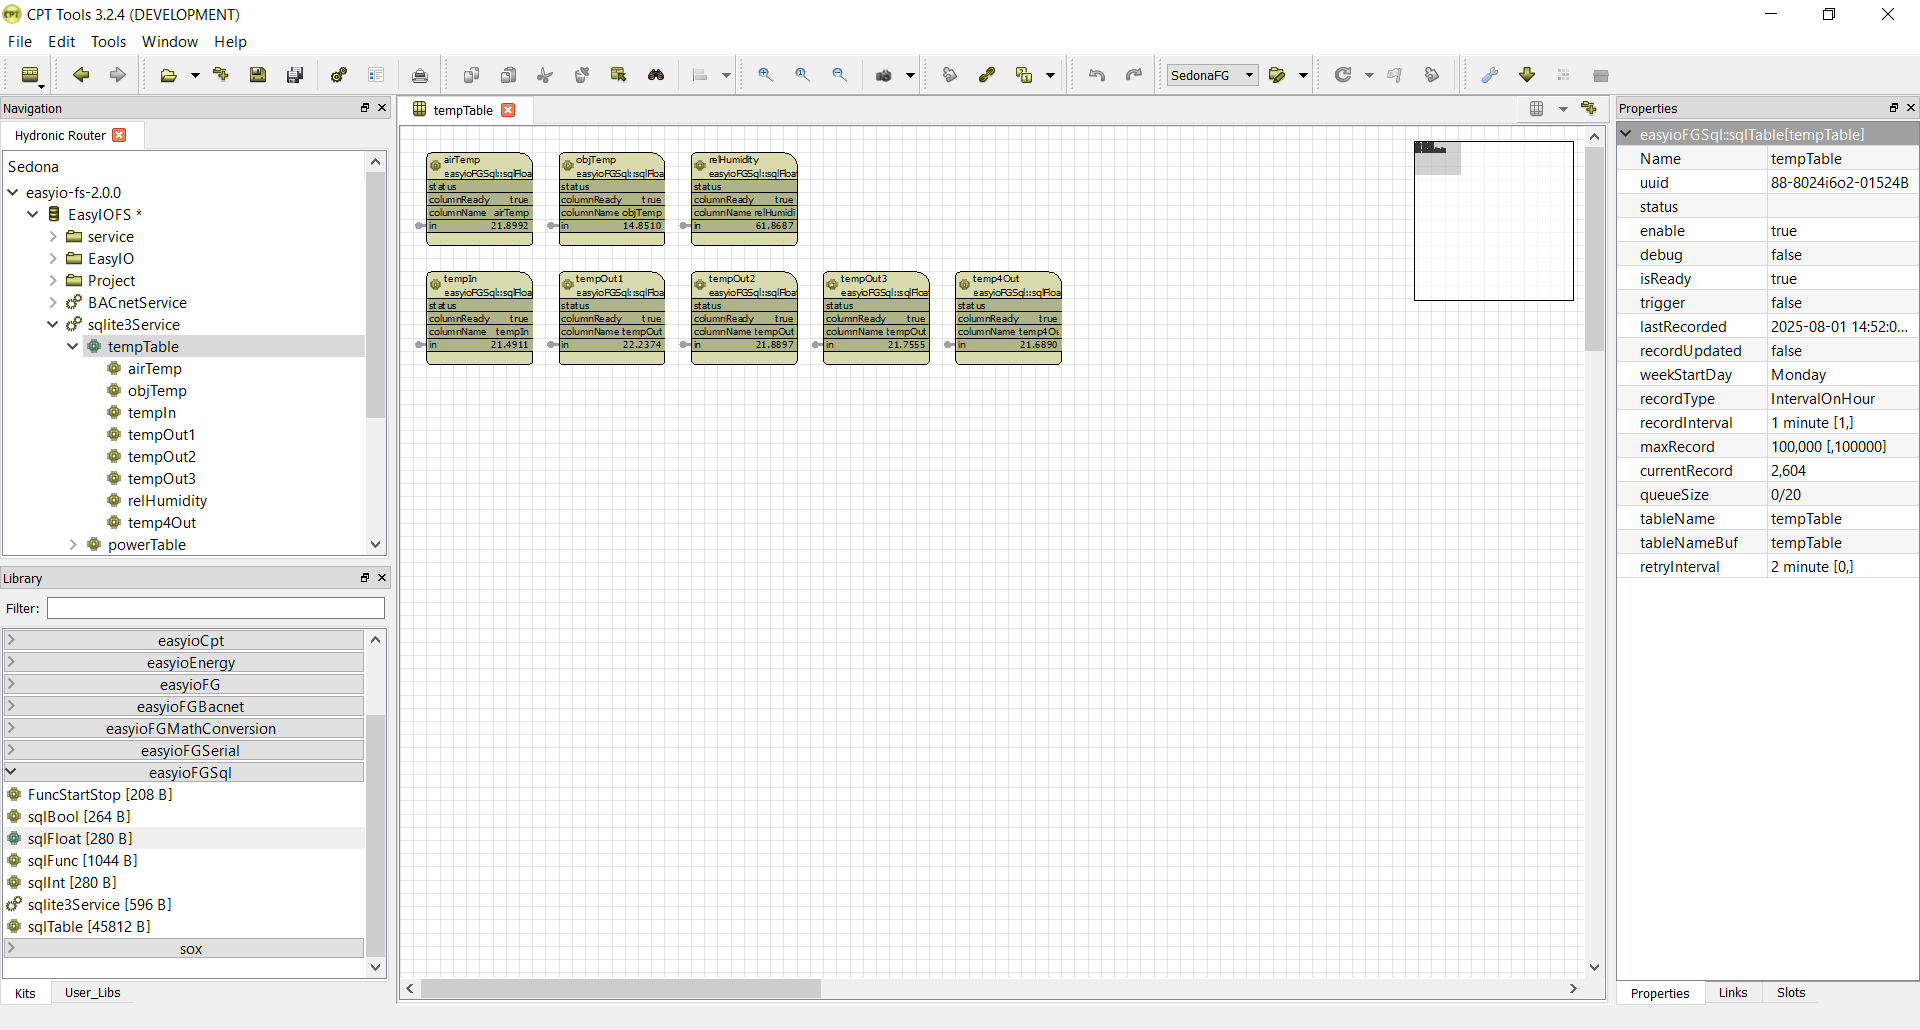 CPT Tools 3.2.4 (DEVELOPMENT)
File Edit Tools Window Help
SedonaFG
Navigation
Hydronic Router
Sedona
easyio-fs-2.0.0
EasyIOFS *
service
EasyIO
Project
BACnetService
sqlite3Service
tempTable
airTemp
objTemp
tempIn
tempOut1
tempOut2
tempOut3
relHumidity
temp4Out
powerTable
Library
Filter:
easyioCpt
easyioEnergy
easyioFG
easyioFGBacnet
easyioFGMathConversion
easyioFGSerial
easyioFGSql
FuncStartStop [208 B]
sqlBool [264 B]
sqlFloat [280 B]
sqlFunc [1044 B]
sqlInt [280 B]
sqlite3Service [596 B]
sqlTable [45812 B]
sox
Kits User_Libs
tempTable
airTemp
easyioFGSql::sqlFloa
status
columnReady true
columnName airTemp
in 21.8992
objTemp
easyioFGSql::sqlFloa
status
columnReady true
columnName objTemp
in 14.8510
relHumidity
easyioFGSql::sqlFloa
status
columnReady true
columnName relHumidi
in 61.8687
tempIn
easyioFGSql::sqlFloa
status
columnReady true
columnName tempIn
in 21.4911
tempOut1
easyioFGSql::sqlFloa
status
columnReady true
columnName tempOut
in 22.2374
tempOut2
easyioFGSql::sqlFloa
status
columnReady true
columnName tempOut
in 21.8897
tempOut3
easyioFGSql::sqlFloa
status
columnReady true
columnName tempOut
in 21.7555
temp4Out
easyioFGSql::sqlFloa
status
columnReady true
columnName temp4Ou
in 21.6890
Properties
easyioFGSql::sqlTable[tempTable]
Name tempTable
uuid 88-8024i6o2-01524B
status
enable true
debug false
isReady true
trigger false
lastRecorded 2025-08-01 14:52:0...
recordUpdated false
weekStartDay Monday
recordType IntervalOnHour
recordInterval 1 minute [1,]
maxRecord 100,000 [,100000]
currentRecord 2,604
queueSize 0/20
tableName tempTable
tableNameBuf tempTable
retryInterval 2 minute [0,]
Properties Links Slots